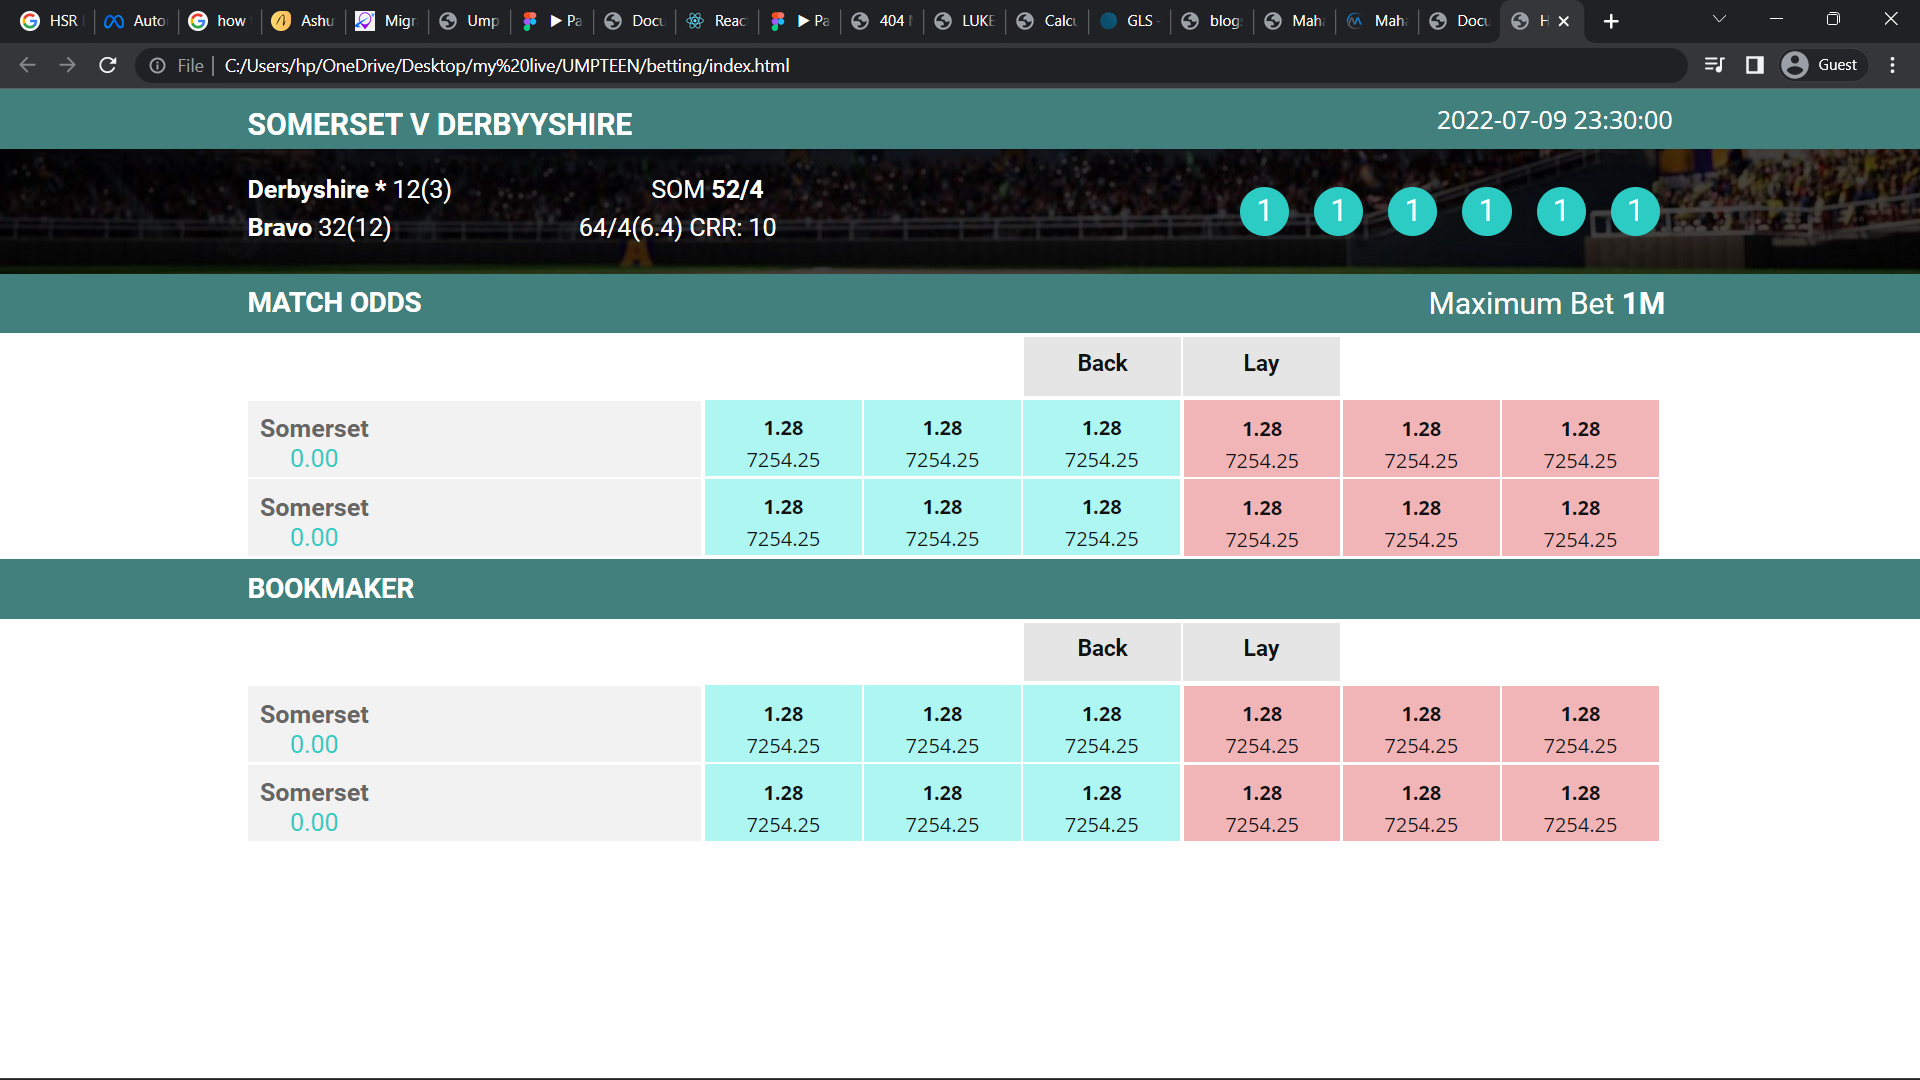 HSR Auto how Ashu Migr Ump ▶ Pa Docu Reac ▶ Pa 404 LUKE Calcu GLS - blog Maha Maha Docu H
File C:/Users/hp/OneDrive/Desktop/my%20live/UMPTEEN/betting/index.html Guest
SOMERSET V DERBYYSHIRE 2022-07-09 23:30:00
Derbyshire * 12(3) SOM 52/4
1 1 1 1 1 1
Bravo 32(12) 64/4(6.4) CRR: 10
MATCH ODDS Maximum Bet 1M
Back Lay
Somerset 1.28 1.28 1.28 1.28 1.28 1.28
0.00 7254.25 7254.25 7254.25 7254.25 7254.25 7254.25
Somerset 1.28 1.28 1.28 1.28 1.28 1.28
0.00 7254.25 7254.25 7254.25 7254.25 7254.25 7254.25
BOOKMAKER
Back Lay
Somerset 1.28 1.28 1.28 1.28 1.28 1.28
0.00 7254.25 7254.25 7254.25 7254.25 7254.25 7254.25
Somerset 1.28 1.28 1.28 1.28 1.28 1.28
0.00 7254.25 7254.25 7254.25 7254.25 7254.25 7254.25